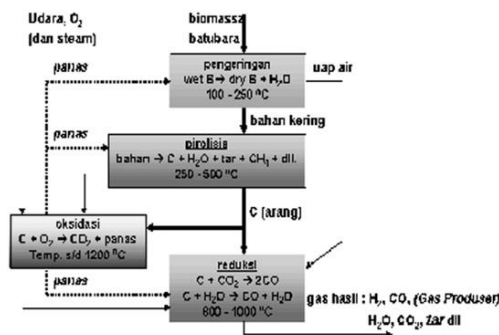 Udara, O₂
(dan steam)
biomassa
batubara
panas
pengeringan
wet B → dry B + H₂O
100 - 250 °C
uap air
bahan kering
panas
pirolisis
bahan → C + H₂O + tar + CH₄ + dll.
250 - 500 °C
C (arang)
oksidasi
C + O₂ → CO₂ + panas
Temp. s/d 1200 °C
panas
reduksi
C + CO₂ → 2CO
C + H₂O → CO + H₂O
800 - 1000 °C
gas hasil : H₂, CO, (Gas Produser)
H₂O, CO₂, tar dll